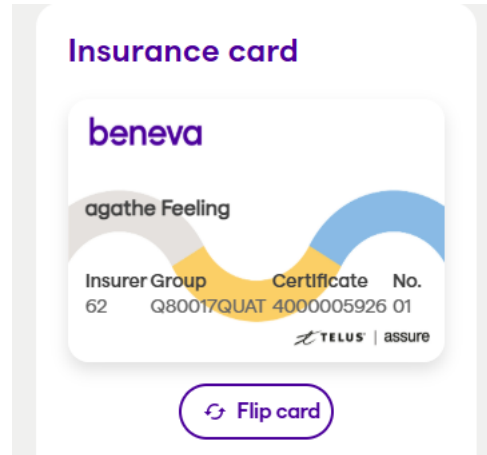 Insurance card
beneva
agathe Feeling
Insurer Group Certificate No.
62 Q80017QUAT 4000005926 01
TELUS | assure
Flip card